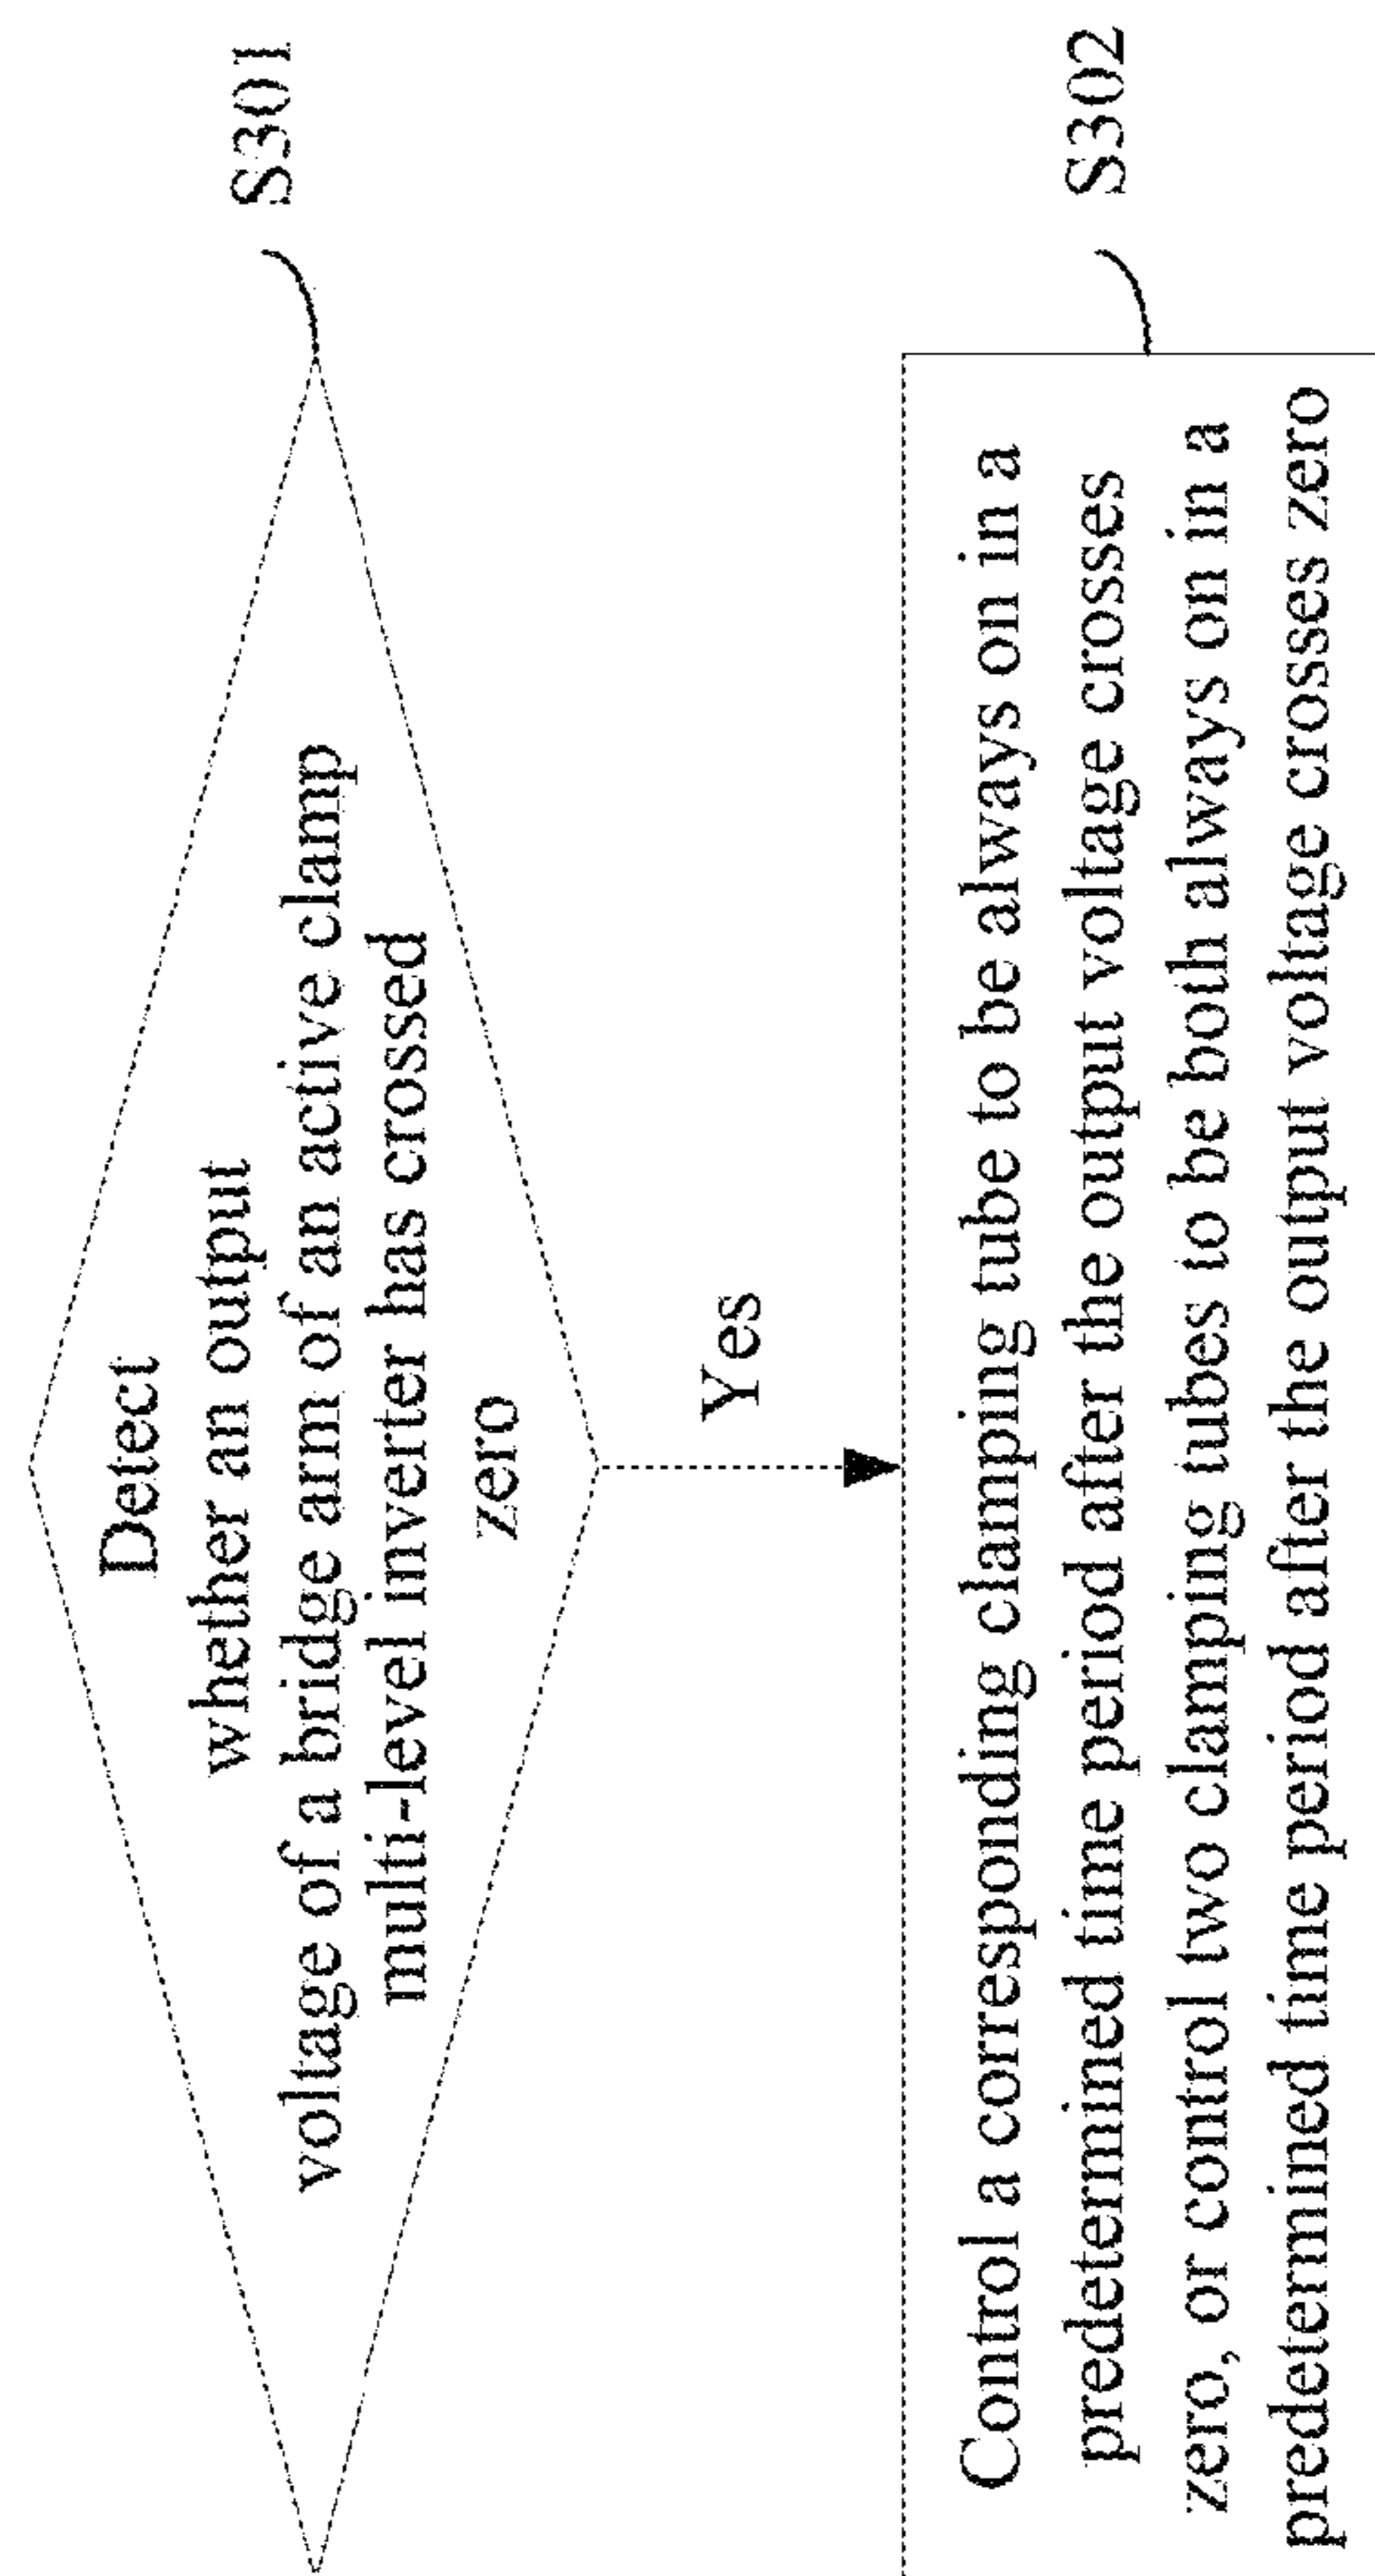 Detect
whether an output
voltage of a bridge arm of an active clamp
multi-level inverter has crossed
zero
S301
Yes
Control a corresponding clamping tube to be always on in a
predetermined time period after the output voltage crosses
zero, or control two clamping tubes to be both always on in a
predetermined time period after the output voltage crosses zero
S302